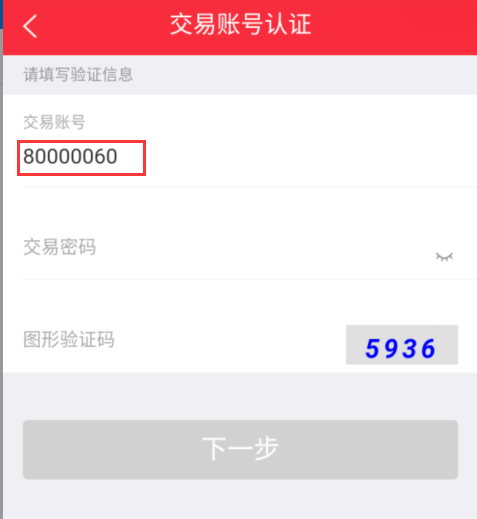 交易账号认证
请填写验证信息
交易账号
80000060
交易密码
图形验证码
5936
下一步